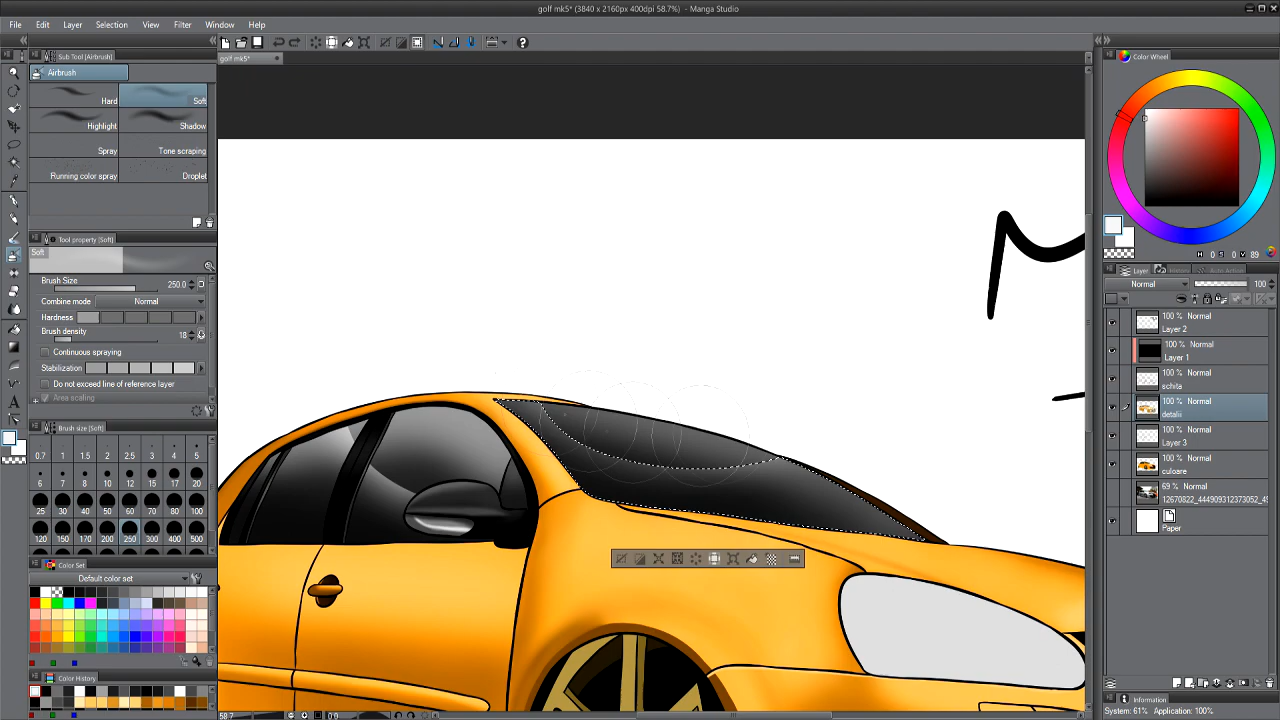 golf mk5* (3840 x 2160px 400dpi 58.7%) - Manga Studio
File Edit Layer Selection View Filter Window Help
Sub Tool [Airbrush]
golf mk5*
Airbrush
Hard Soft
Highlight Shadow
Spray Tone scraping
Running color spray Droplet
Tool property [Soft]
Soft
Brush Size 250.0
Combine mode Normal
Hardness
Brush density 18
Continuous spraying
Stabilization
Do not exceed line of reference layer
Area scaling
Brush size [Soft]
1 2 2.5 3 4 5
6 7 8 10 12 15 17 20
25 30 40 50 60 70 80 100
120 150 170 200 250 300 400 500
Color Set
Default color set
Color History
58.7
0.0
Color Wheel
H 0 S 0 V 89
Layer History
Normal 100
100 % Normal
Layer 2
100 % Normal
Layer 1
100 % Normal
schita
100 % Normal
detalii
100 % Normal
Layer 3
100 % Normal
culoare
69 % Normal
12670822_444909312373052_49
Paper
Information
System: 61% Application: 100%